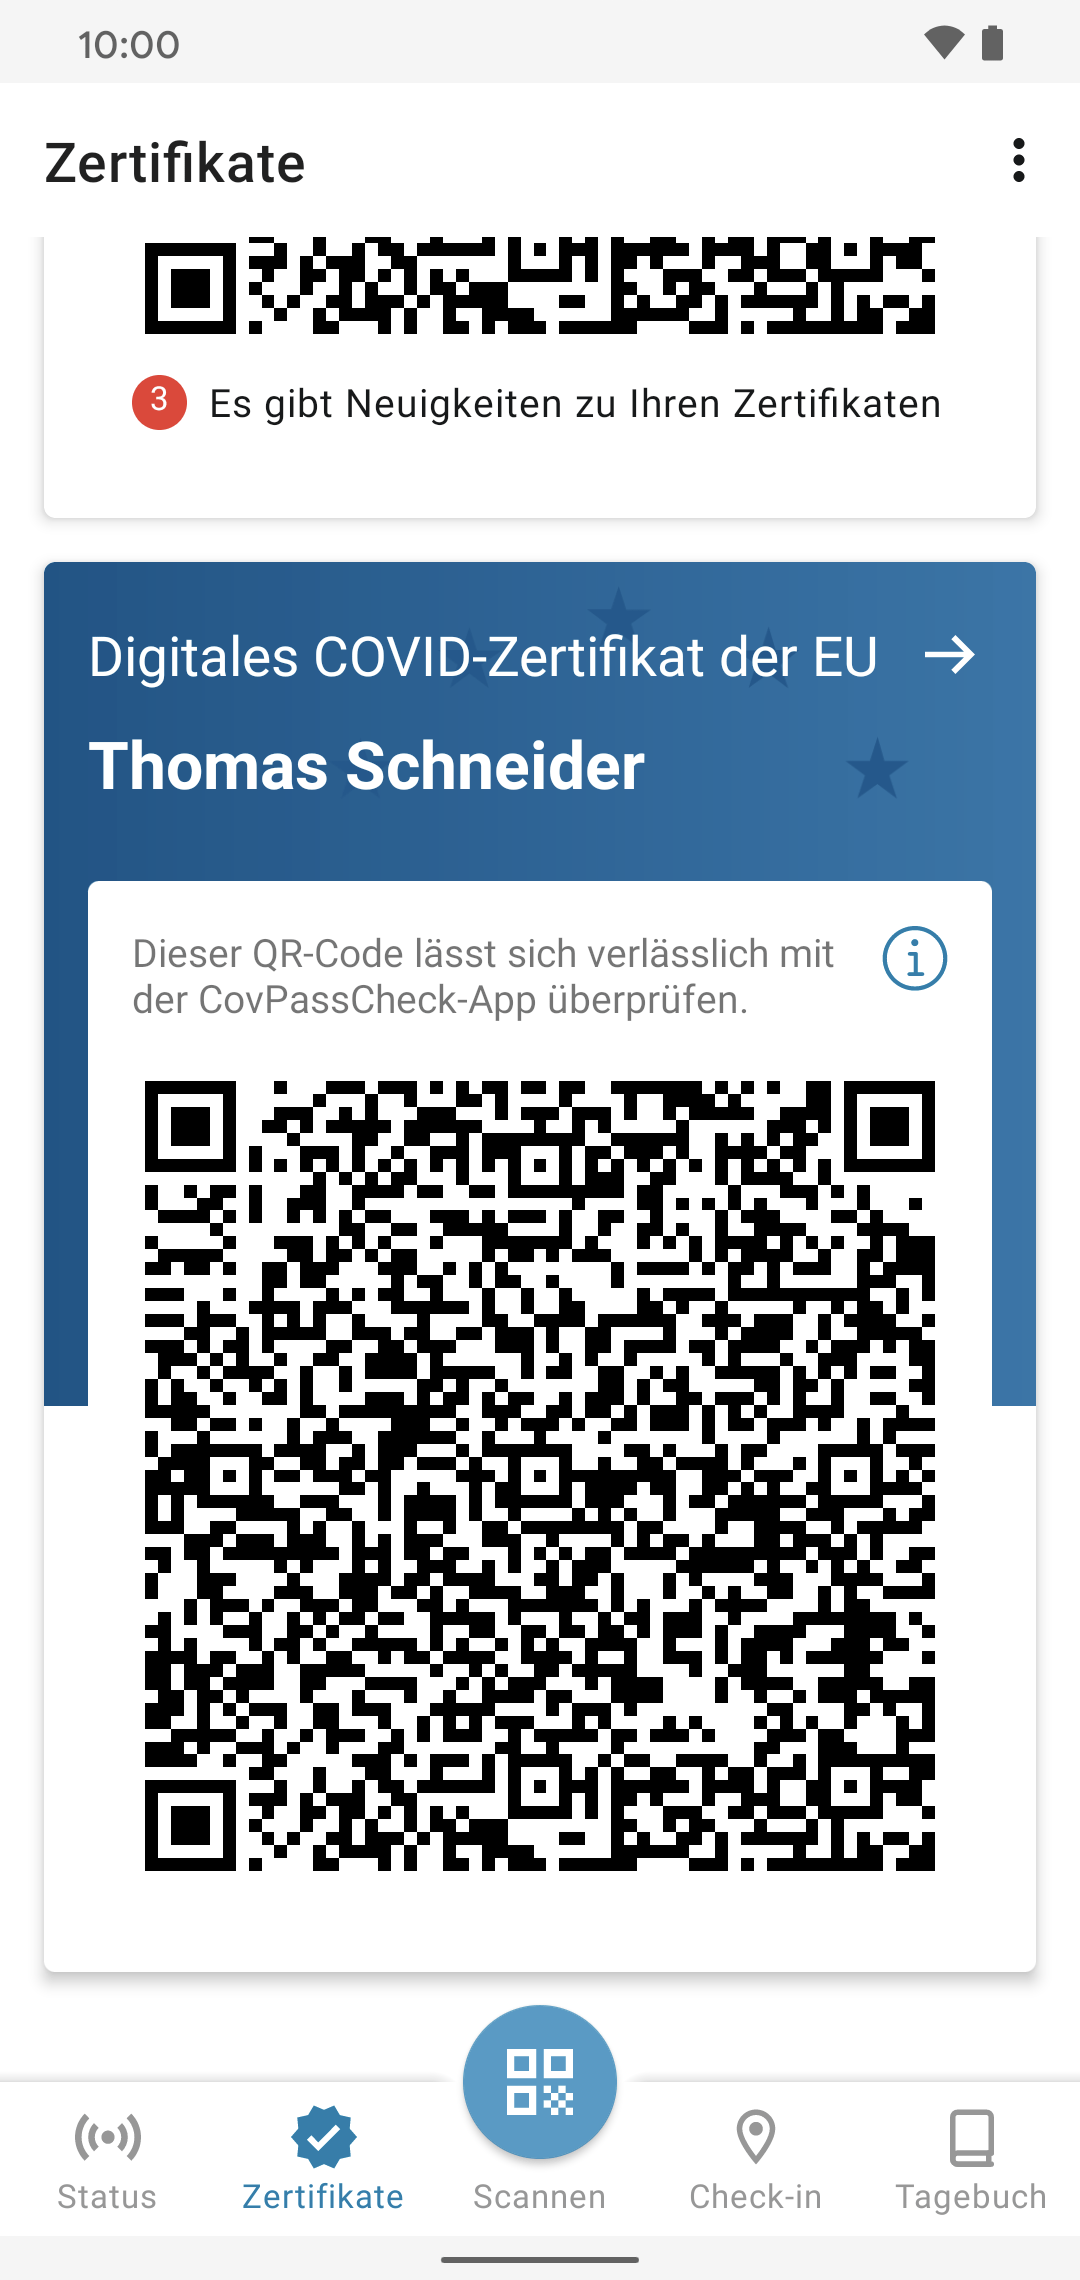 10:00
Zertifikate
3 Es gibt Neuigkeiten zu Ihren Zertifikaten
Digitales COVID-Zertifikat der EU
Thomas Schneider
Dieser QR-Code lässt sich verlässlich mit
der CovPassCheck-App überprüfen.
Status Zertifikate Scannen Check-in Tagebuch